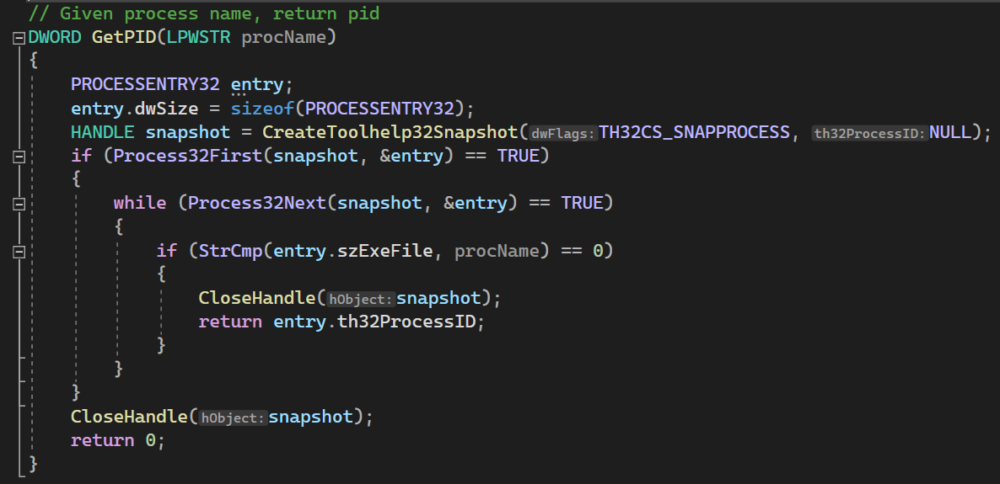 // Given process name, return pid
DWORD GetPID(LPWSTR procName)
{
    PROCESSENTRY32 entry;
    entry.dwSize = sizeof(PROCESSENTRY32);
    HANDLE snapshot = CreateToolhelp32Snapshot(dwFlags:TH32CS_SNAPPROCESS, th32ProcessID:NULL);
    if (Process32First(snapshot, &entry) == TRUE)
    {
        while (Process32Next(snapshot, &entry) == TRUE)
        {
            if (StrCmp(entry.szExeFile, procName) == 0)
            {
                CloseHandle(hObject:snapshot);
                return entry.th32ProcessID;
            }
        }
    }
    CloseHandle(hObject:snapshot);
    return 0;
}